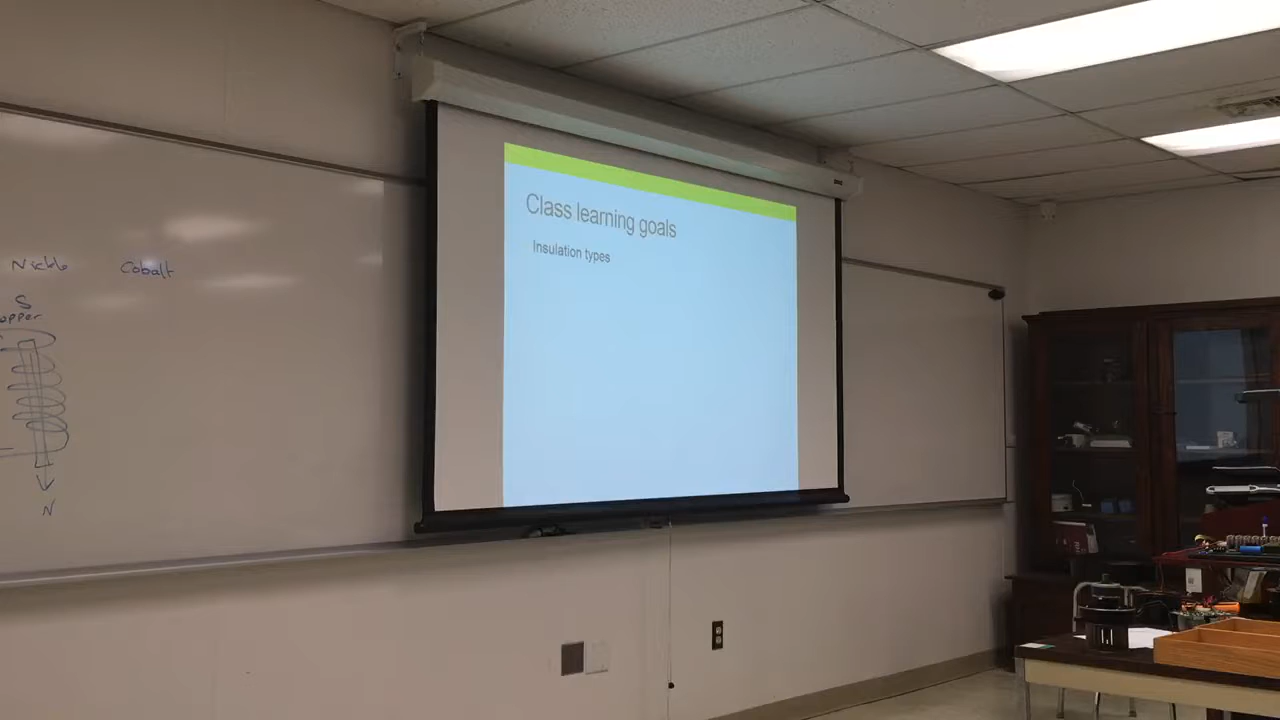 Class learning goals
Insulation types
Nickle Cobalt
S
opper
N